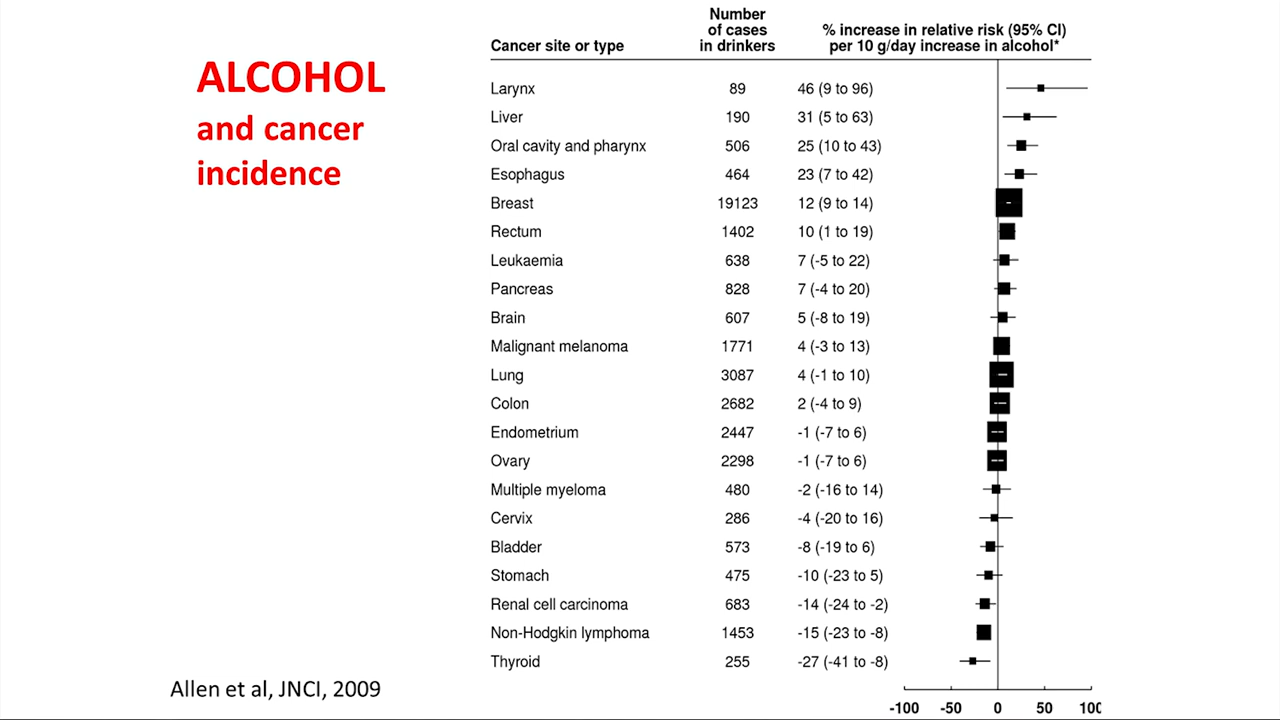 ALCOHOL
and cancer
incidence
Cancer site or type Number of cases in drinkers % increase in relative risk (95% CI) per 10 g/day increase in alcohol*
Larynx 89 46 (9 to 96)
Liver 190 31 (5 to 63)
Oral cavity and pharynx 506 25 (10 to 43)
Esophagus 464 23 (7 to 42)
Breast 19123 12 (9 to 14)
Rectum 1402 10 (1 to 19)
Leukaemia 638 7 (-5 to 22)
Pancreas 828 7 (-4 to 20)
Brain 607 5 (-8 to 19)
Malignant melanoma 1771 4 (-3 to 13)
Lung 3087 4 (-1 to 10)
Colon 2682 2 (-4 to 9)
Endometrium 2447 -1 (-7 to 6)
Ovary 2298 -1 (-7 to 6)
Multiple myeloma 480 -2 (-16 to 14)
Cervix 286 -4 (-20 to 16)
Bladder 573 -8 (-19 to 6)
Stomach 475 -10 (-23 to 5)
Renal cell carcinoma 683 -14 (-24 to -2)
Non-Hodgkin lymphoma 1453 -15 (-23 to -8)
Thyroid 255 -27 (-41 to -8)
-100 -50 0 50 100
Allen et al, JNCI, 2009